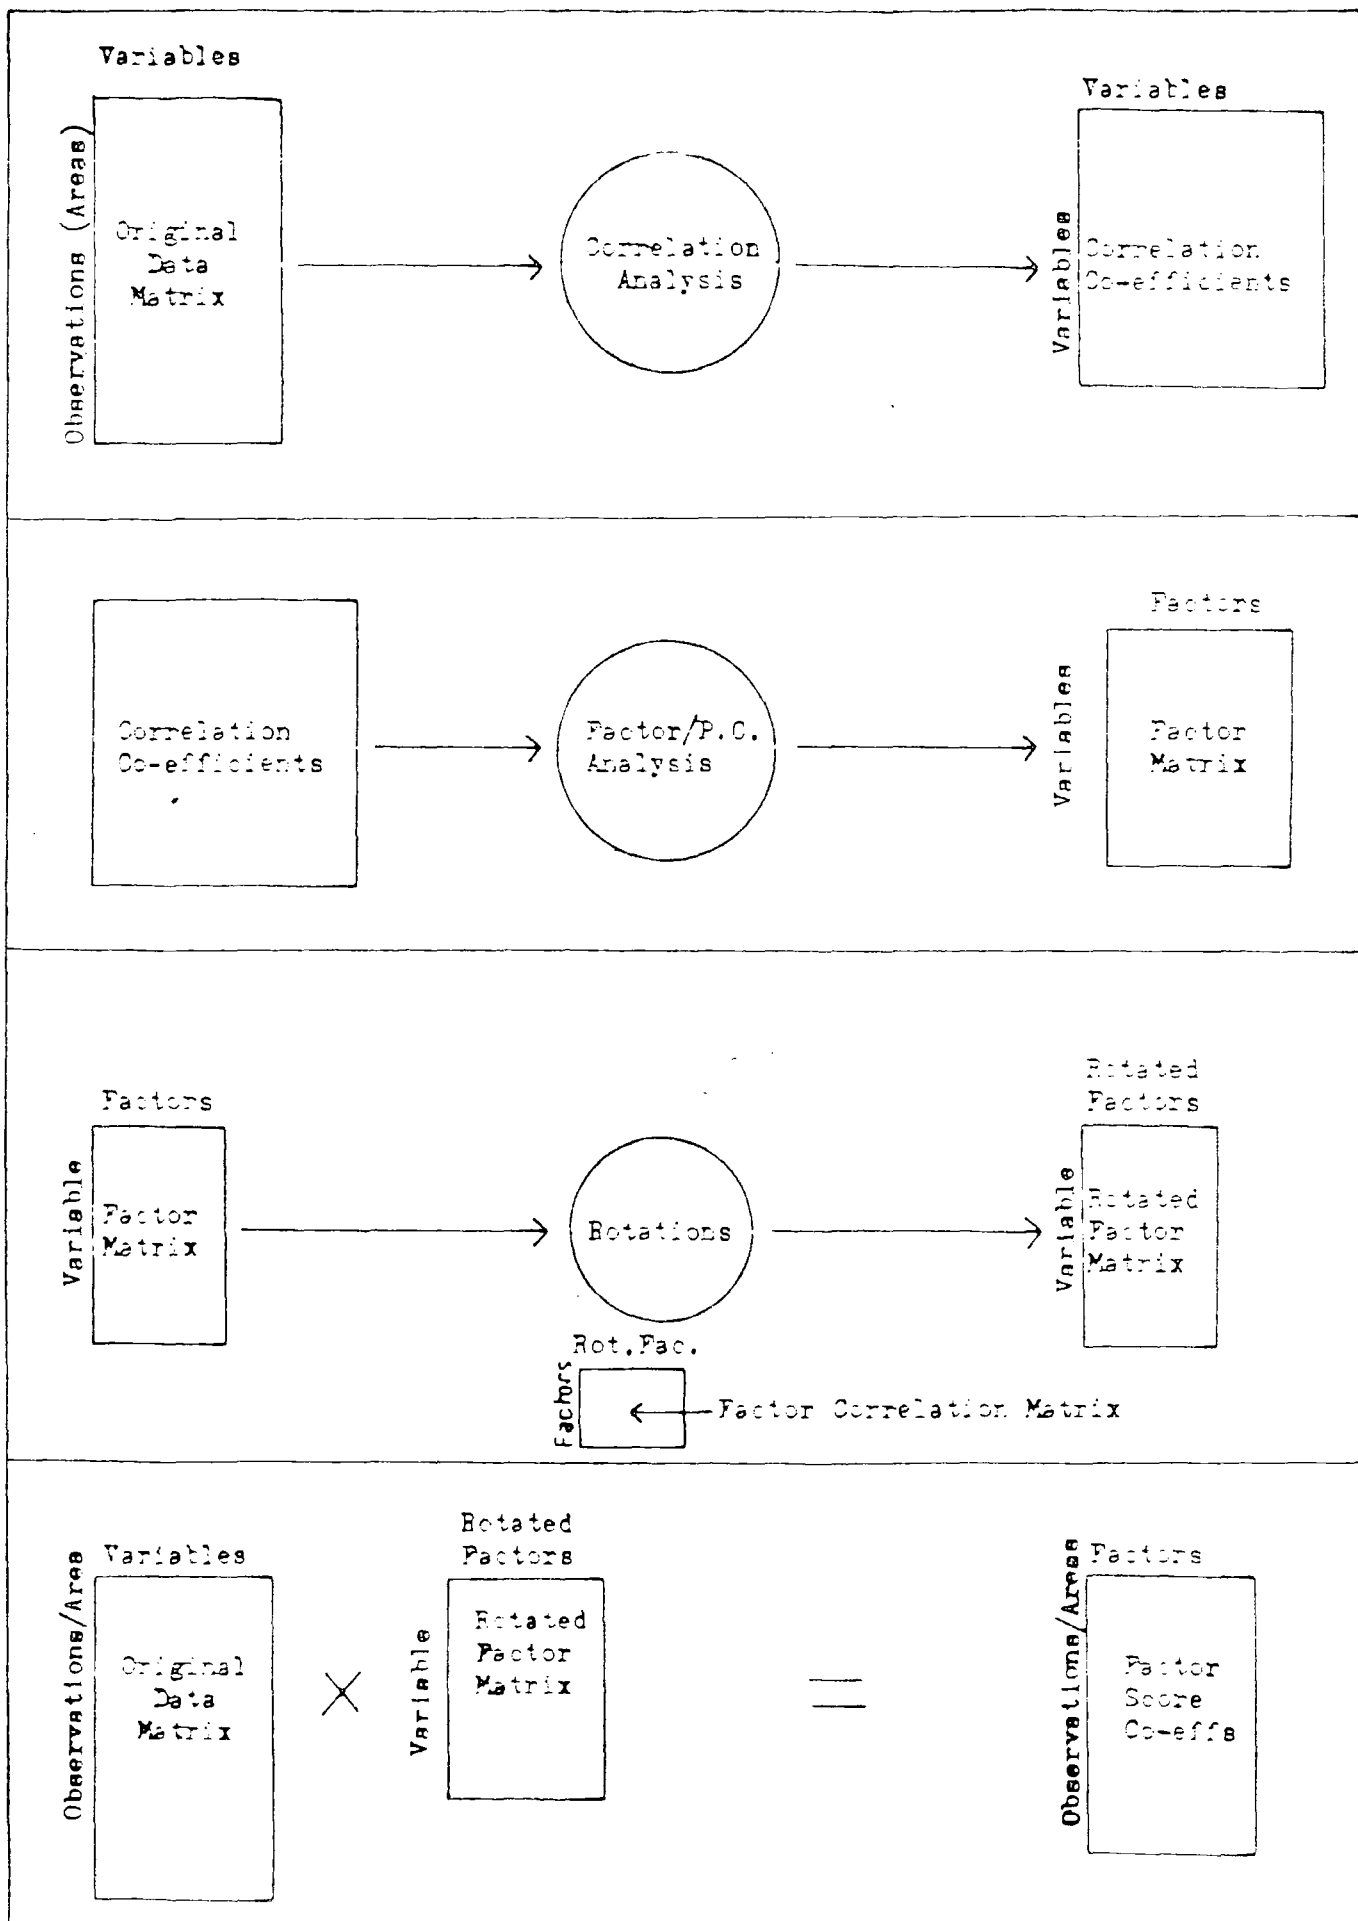 Variables
Observations (Areas)
Original
Data
Matrix
Correlation
Analysis
Variables
Variables
Correlation
Co-efficients
Correlation
Co-efficients
Factor/P.C.
Analysis
Factors
Variables
Factor
Matrix
Factors
Variable
Factor
Matrix
Rotations
Rotated
Factors
Variable
Rotated
Factor
Matrix
Rot.Fac.
Factors
Factor Correlation Matrix
Observations/Area
Variables
Original
Data
Matrix
X
Rotated
Factors
Variable
Rotated
Factor
Matrix
=
Observations/Areas
Factors
Factor
Score
Co-effs